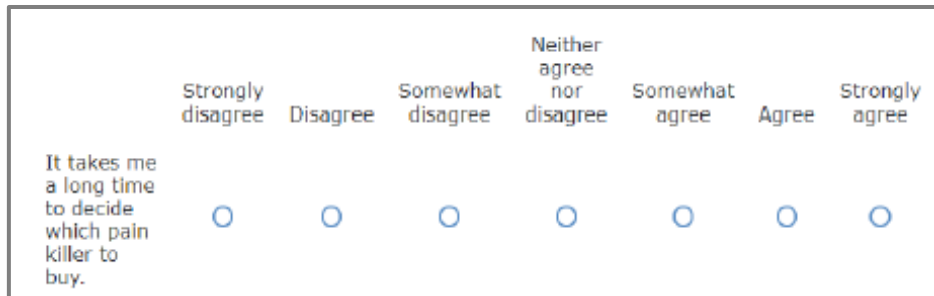 Neither
agree
Strongly Somewhat nor Somewhat Strongly
disagree Disagree disagree disagree agree Agree agree
It takes me
a long time
to decide
which pain
killer to
buy.